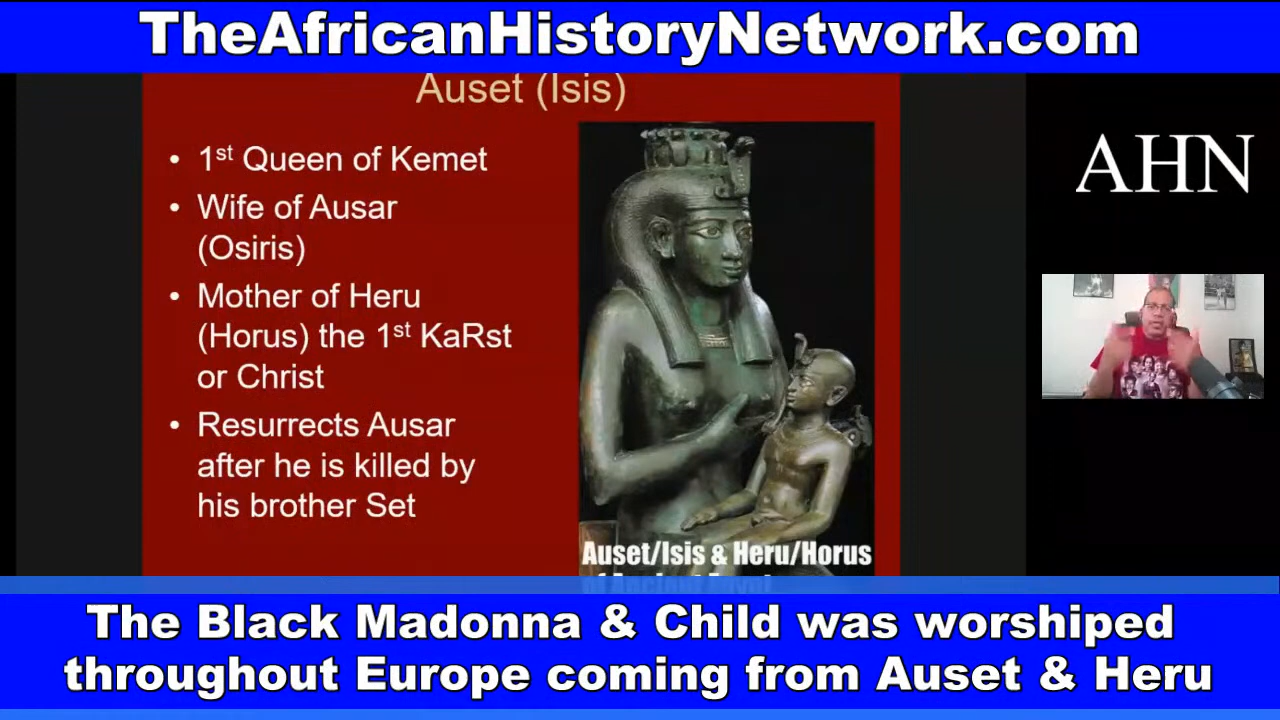 TheAfricanHistoryNetwork.com
Auset (Isis)
• 1st Queen of Kemet
• Wife of Ausar
(Osiris)
• Mother of Heru
(Horus) the 1st KaRst
or Christ
• Resurrects Ausar
after he is killed by
his brother Set
Auset/Isis & Heru/Horus
AHN
The Black Madonna & Child was worshiped
throughout Europe coming from Auset & Heru